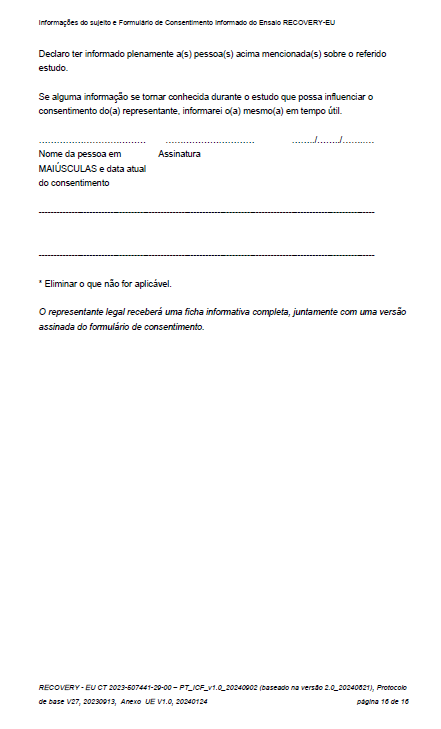 Informações do sujeito e Formulário de Consentimento Informado do Ensaio RECOVERY-EU
Declaro ter informado plenamente a(s) pessoa(s) acima mencionada(s) sobre o referido
estudo.
Se alguma informação se tornar conhecida durante o estudo que possa influenciar o
consentimento do(a) representante, informarei o(a) mesmo(a) em tempo útil.
.................................... .............................. ......../......../...........
Nome da pessoa em Assinatura
MAIÚSCULAS e data atual
do consentimento
----------------------------------------------------------------------------------------------------------------
----------------------------------------------------------------------------------------------------------------
* Eliminar o que não for aplicável.
O representante legal receberá uma ficha informativa completa, juntamente com uma versão
assinada do formulário de consentimento.
RECOVERY - EU CT 2023-507441-29-00 – PT_ICF_v1.0_20240902 (baseado na versão 2.0_20240621), Protocolo
de base V27, 20230913, Anexo UE V1.0, 20240124 página 16 de 16